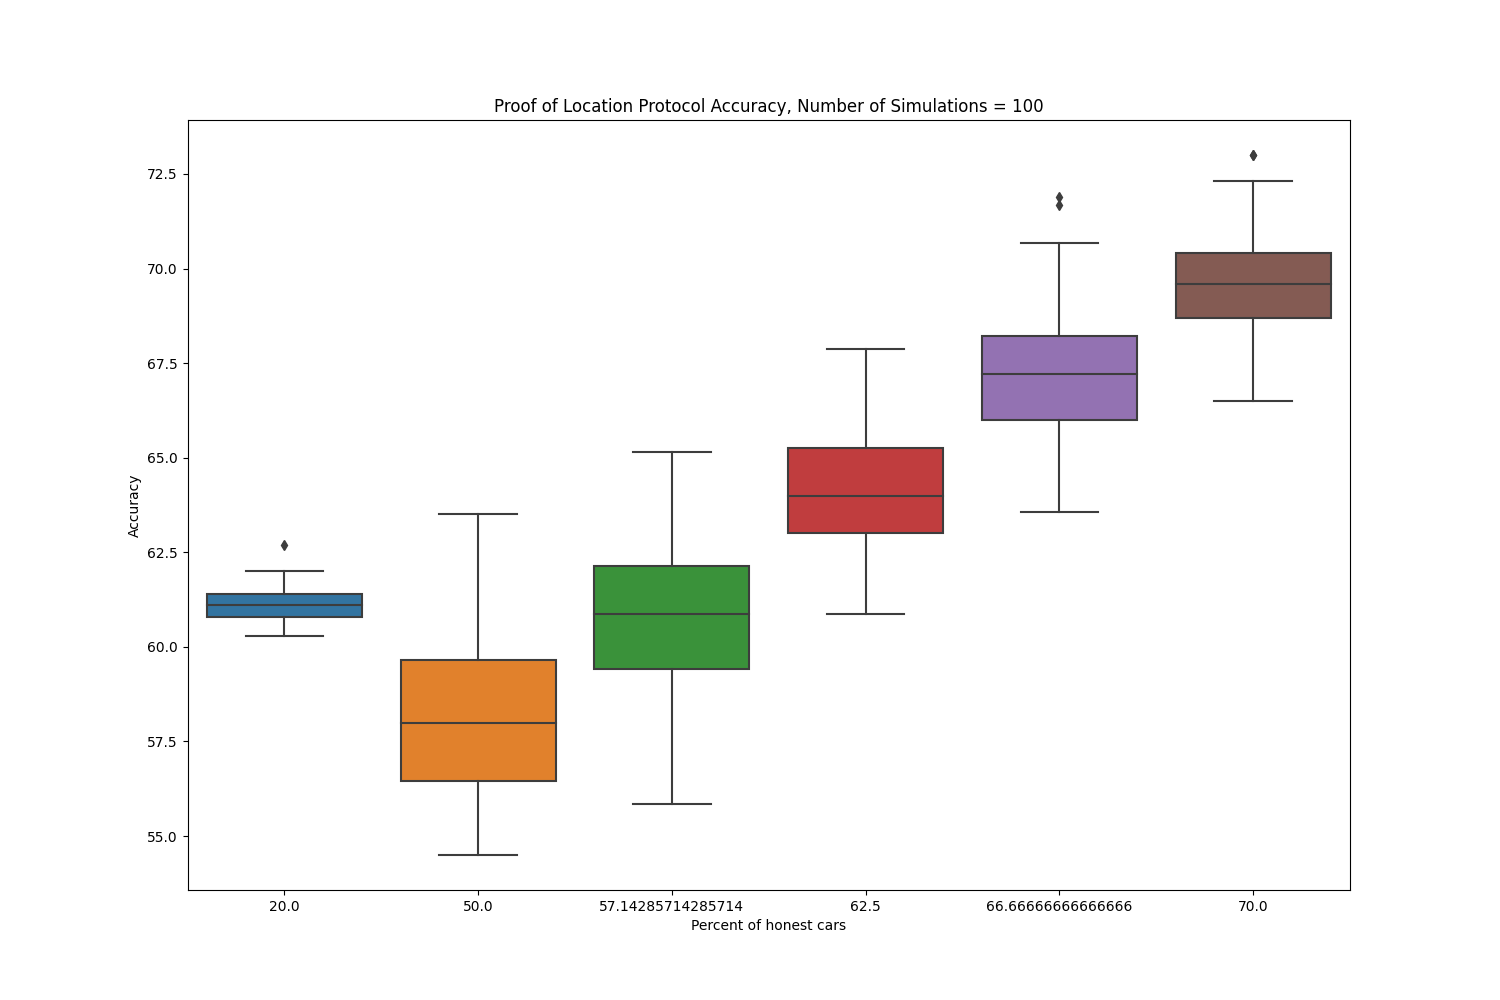 Proof of Location Protocol Accuracy, Number of Simulations = 100
72.5
70.0
67.5
65.0
62.5
60.0
57.5
55.0
Accuracy
20.0 50.0 57.14285714285714 62.5 66.66666666666666 70.0
Percent of honest cars